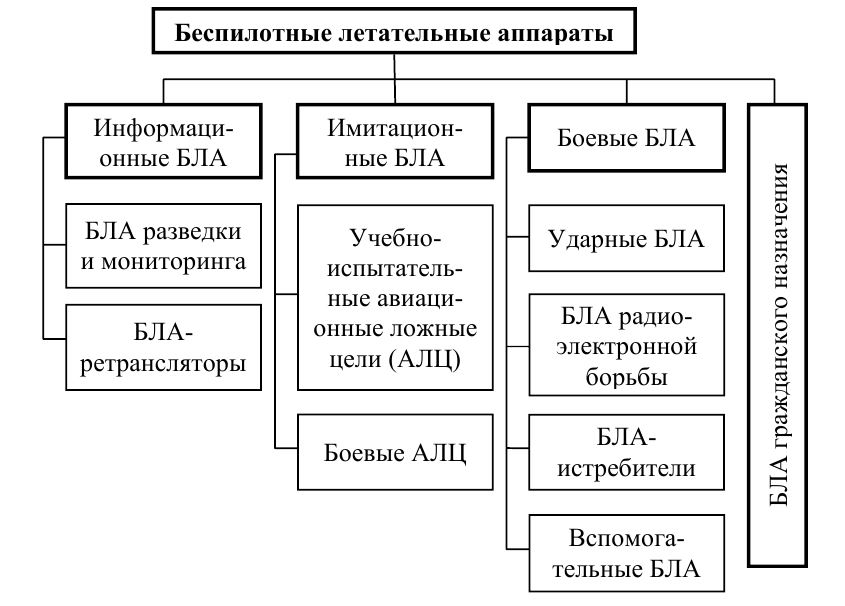 Беспилотные летательные аппараты
Информаци-
онные БЛА
БЛА разведки
и мониторинга
БЛА-
ретрансляторы
Имитацион-
ные БЛА
Учебно-
испытатель-
ные авиаци-
онные ложные
цели (АЛЦ)
Боевые АЛЦ
Боевые БЛА
Ударные БЛА
БЛА радио-
электронной
борьбы
БЛА-
истребители
Вспомога-
тельные БЛА
БЛА гражданского назначения